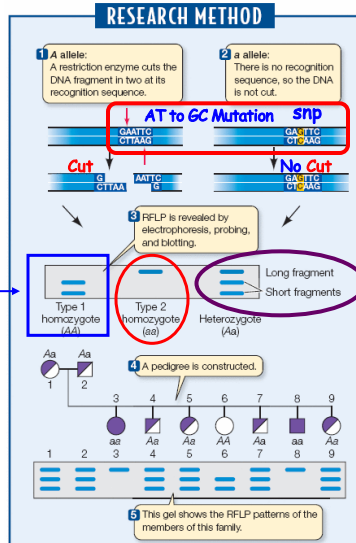 RESEARCH METHOD
1 A allele:
A restriction enzyme cuts the
DNA fragment in two at its
recognition sequence.
2 a allele:
There is no recognition
sequence, so the DNA
is not cut.
AT to GC Mutation snp
GAATTC
CTTAAG
GAGTTC
CTCAAG
Cut
No Cut
G
CTTAA
AATTC
G
GAGTTC
CTCAAG
3 RFLP is revealed by
electrophoresis, probing,
and blotting.
Long fragment
Short fragments
Type 1
homozygote
(AA)
Type 2
homozygote
(aa)
Heterozygote
(Aa)
Aa Aa
1 2
4 A pedigree is constructed.
3 4 5 6 7 8 9
aa Aa Aa AA Aa aa Aa
1 2 3 4 5 6 7 8 9
5 This gel shows the RFLP patterns of the
members of this family.